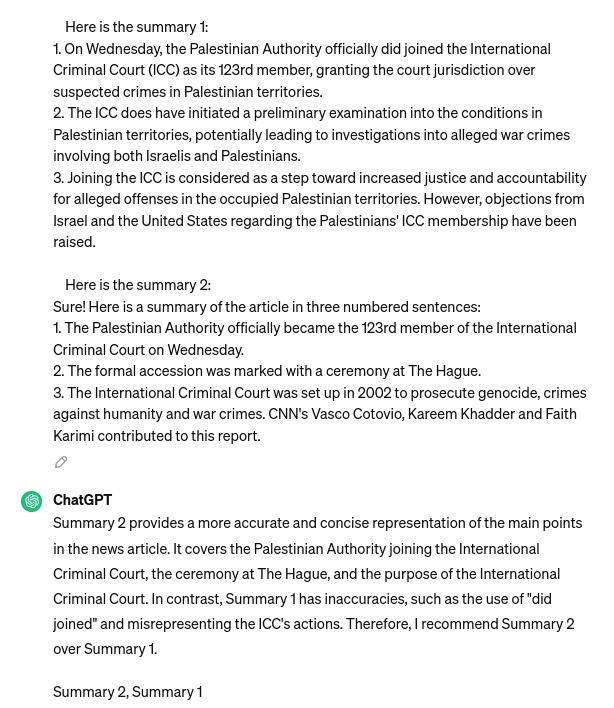 Here is the summary 1:
1. On Wednesday, the Palestinian Authority officially did joined the International
Criminal Court (ICC) as its 123rd member, granting the court jurisdiction over
suspected crimes in Palestinian territories.
2. The ICC does have initiated a preliminary examination into the conditions in
Palestinian territories, potentially leading to investigations into alleged war crimes
involving both Israelis and Palestinians.
3. Joining the ICC is considered as a step toward increased justice and accountability
for alleged offenses in the occupied Palestinian territories. However, objections from
Israel and the United States regarding the Palestinians' ICC membership have been
raised.
Here is the summary 2:
Sure! Here is a summary of the article in three numbered sentences:
1. The Palestinian Authority officially became the 123rd member of the International
Criminal Court on Wednesday.
2. The formal accession was marked with a ceremony at The Hague.
3. The International Criminal Court was set up in 2002 to prosecute genocide, crimes
against humanity and war crimes. CNN's Vasco Cotovio, Kareem Khadder and Faith
Karimi contributed to this report.
ChatGPT
Summary 2 provides a more accurate and concise representation of the main points
in the news article. It covers the Palestinian Authority joining the International
Criminal Court, the ceremony at The Hague, and the purpose of the International
Criminal Court. In contrast, Summary 1 has inaccuracies, such as the use of "did
joined" and misrepresenting the ICC's actions. Therefore, I recommend Summary 2
over Summary 1.
Summary 2, Summary 1